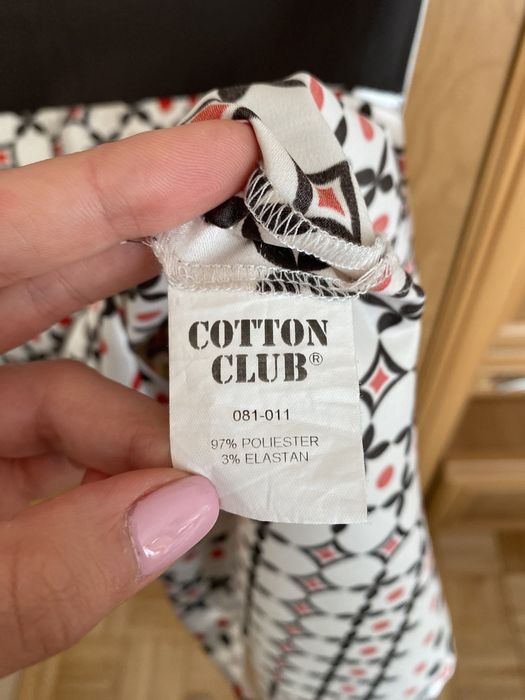 COTTON
CLUB®
081-011
97% POLIESTER
3% ELASTAN